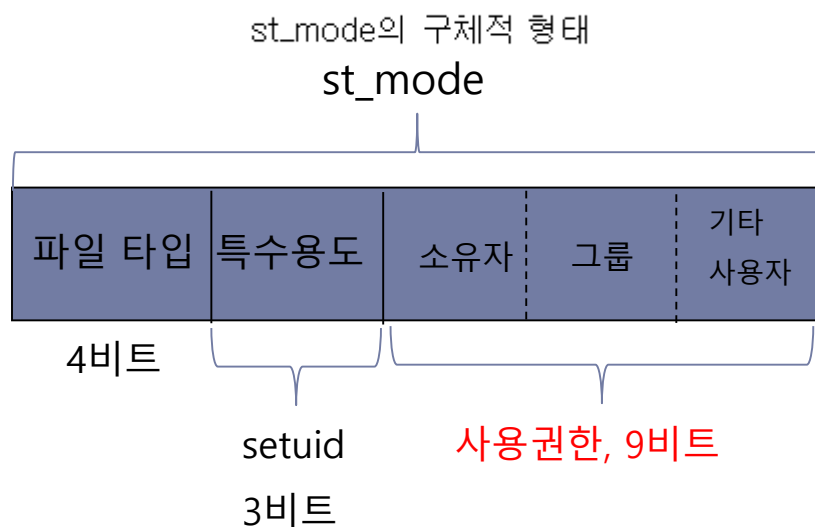 st_mode의 구체적 형태
st_mode
파일 타입
특수용도
소유자
그룹
기타
사용자
4비트
setuid
3비트
사용권한, 9비트